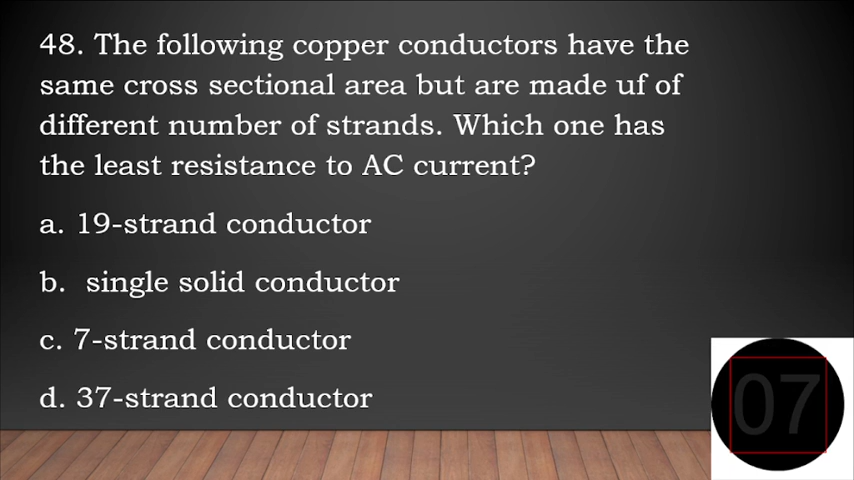 48. The following copper conductors have the
same cross sectional area but are made uf of
different number of strands. Which one has
the least resistance to AC current?
a. 19-strand conductor
b. single solid conductor
c. 7-strand conductor
d. 37-strand conductor
07